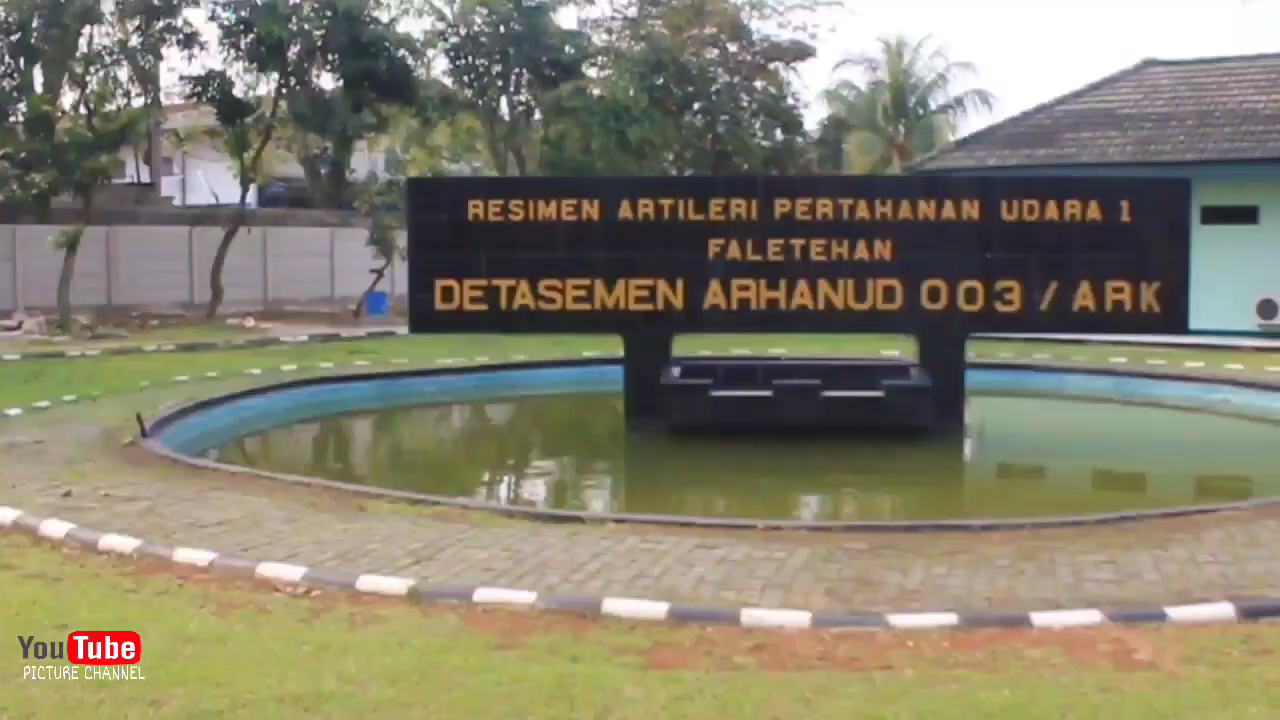 RESIMEN ARTILERI PERTAHANAN UDARA 1
FALETEHAN
DETASEMEN ARHANUD 003 / ARK
YouTube
PICTURE CHANNEL